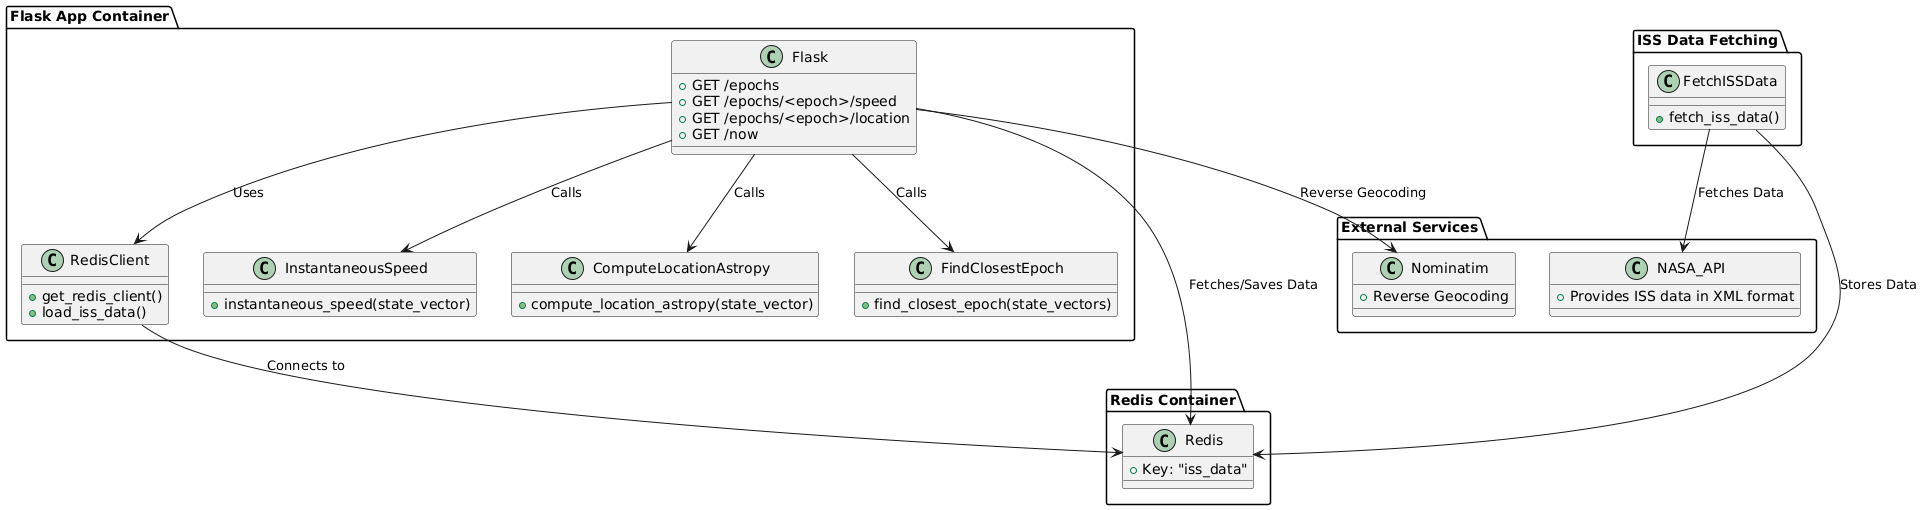 Flask App Container
C Flask
GET /epochs
GET /epochs/<epoch>/speed
GET /epochs/<epoch>/location
GET /now
ISS Data Fetching
C FetchISSData
fetch_iss_data()
Uses
Calls
Calls
Calls
Reverse Geocoding
Fetches Data
C RedisClient
get_redis_client()
load_iss_data()
C InstantaneousSpeed
instantaneous_speed(state_vector)
C ComputeLocationAstropy
compute_location_astropy(state_vector)
C FindClosestEpoch
find_closest_epoch(state_vectors)
Fetches/Saves Data
External Services
C Nominatim
Reverse Geocoding
C NASA_API
Provides ISS data in XML format
Stores Data
Connects to
Redis Container
C Redis
Key: "iss_data"